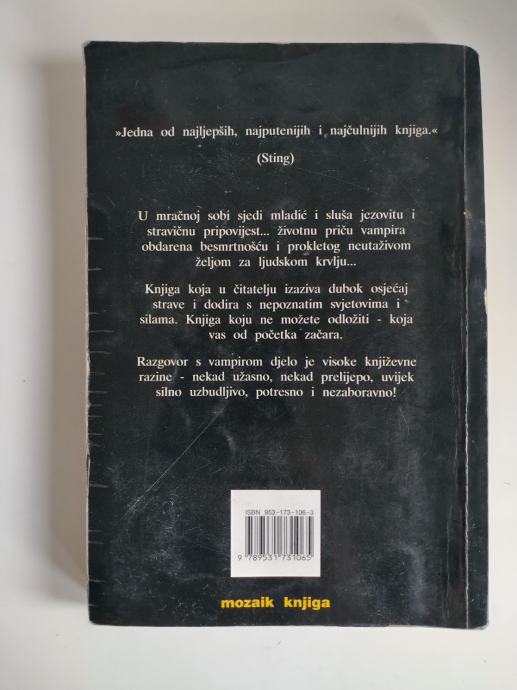 »Jedna od najljepših, najputenijih i najčulnijih knjiga.«
(Sting)
U mračnoj sobi sjedi mladić i sluša jezovitu i
stravičnu pripovijest... životnu priču vampira
obdarena besmrtnošću i prokletog neutaživom
željom za ljudskom krvlju...
Knjiga koja u čitatelju izaziva dubok osjećaj
strave i dodira s nepoznatim svjetovima i
silama. Knjiga koju ne možete odložiti - koja
vas od početka začara.
Razgovor s vampirom djelo je visoke književne
razine - nekad užasno, nekad prelijepo, uvijek
silno uzbudljivo, potresno i nezaboravno!
ISBN 953-173-106-3
9 789531 731065
mozaik knjiga